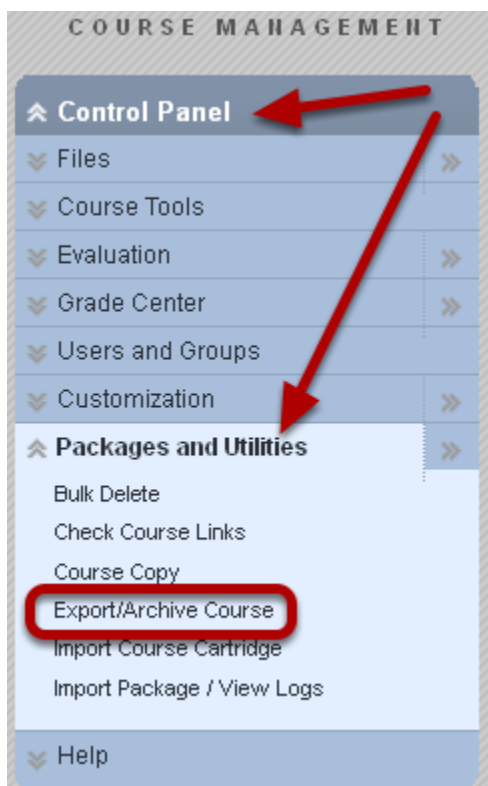 COURSE MANAGEMENT
Control Panel
Files
Course Tools
Evaluation
Grade Center
Users and Groups
Customization
Packages and Utilities
Bulk Delete
Check Course Links
Course Copy
Export/Archive Course
Import Course Cartridge
Import Package / View Logs
Help